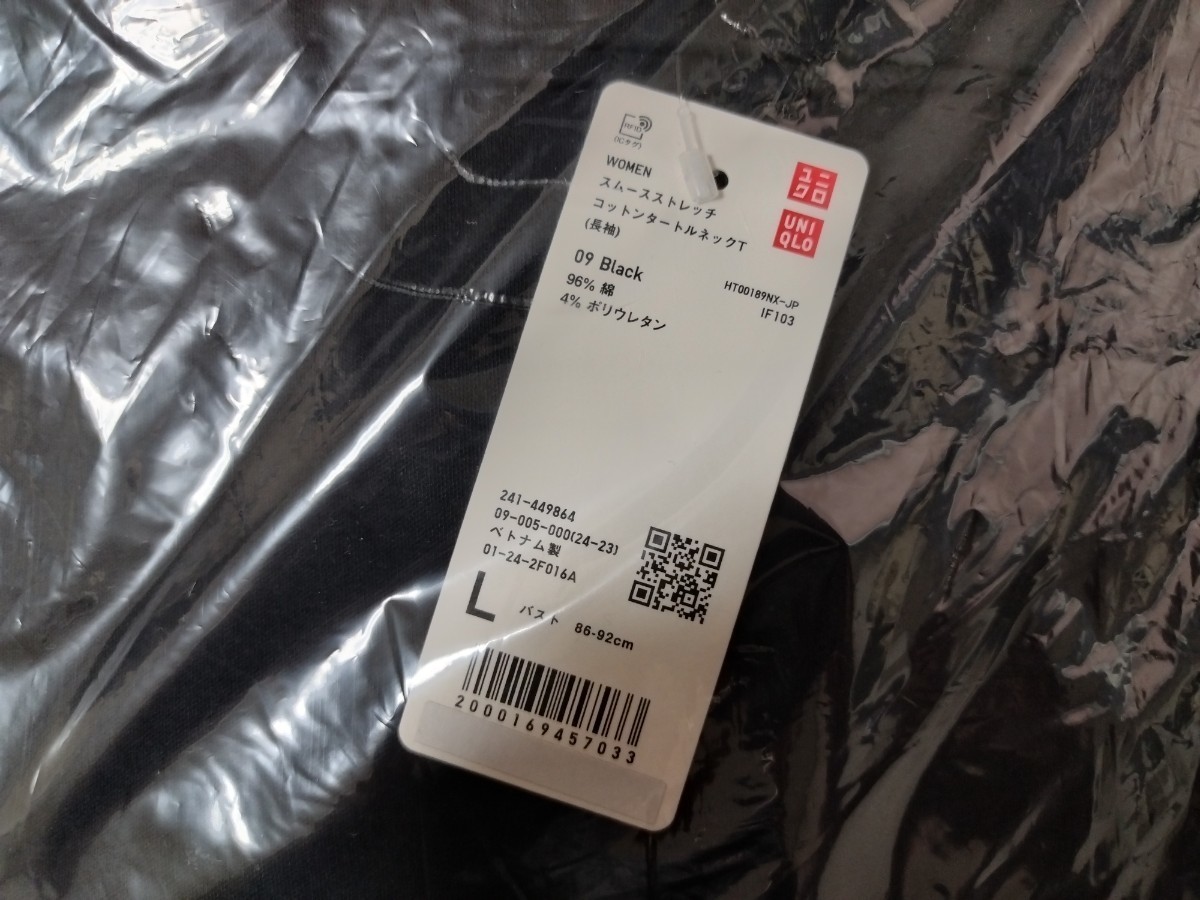 RFID
(ICタグ)
WOMEN
スムースストレッチ
コットンタートルネックT
(長袖)
ユニ
クロ
UNI
QLO
09 Black
96% 綿
4% ポリウレタン
HT00189NX-JP
IF103
241-449864
09-005-000(24-23)
ベトナム製
01-24-2F016A
L バスト 86-92cm
2000169457033